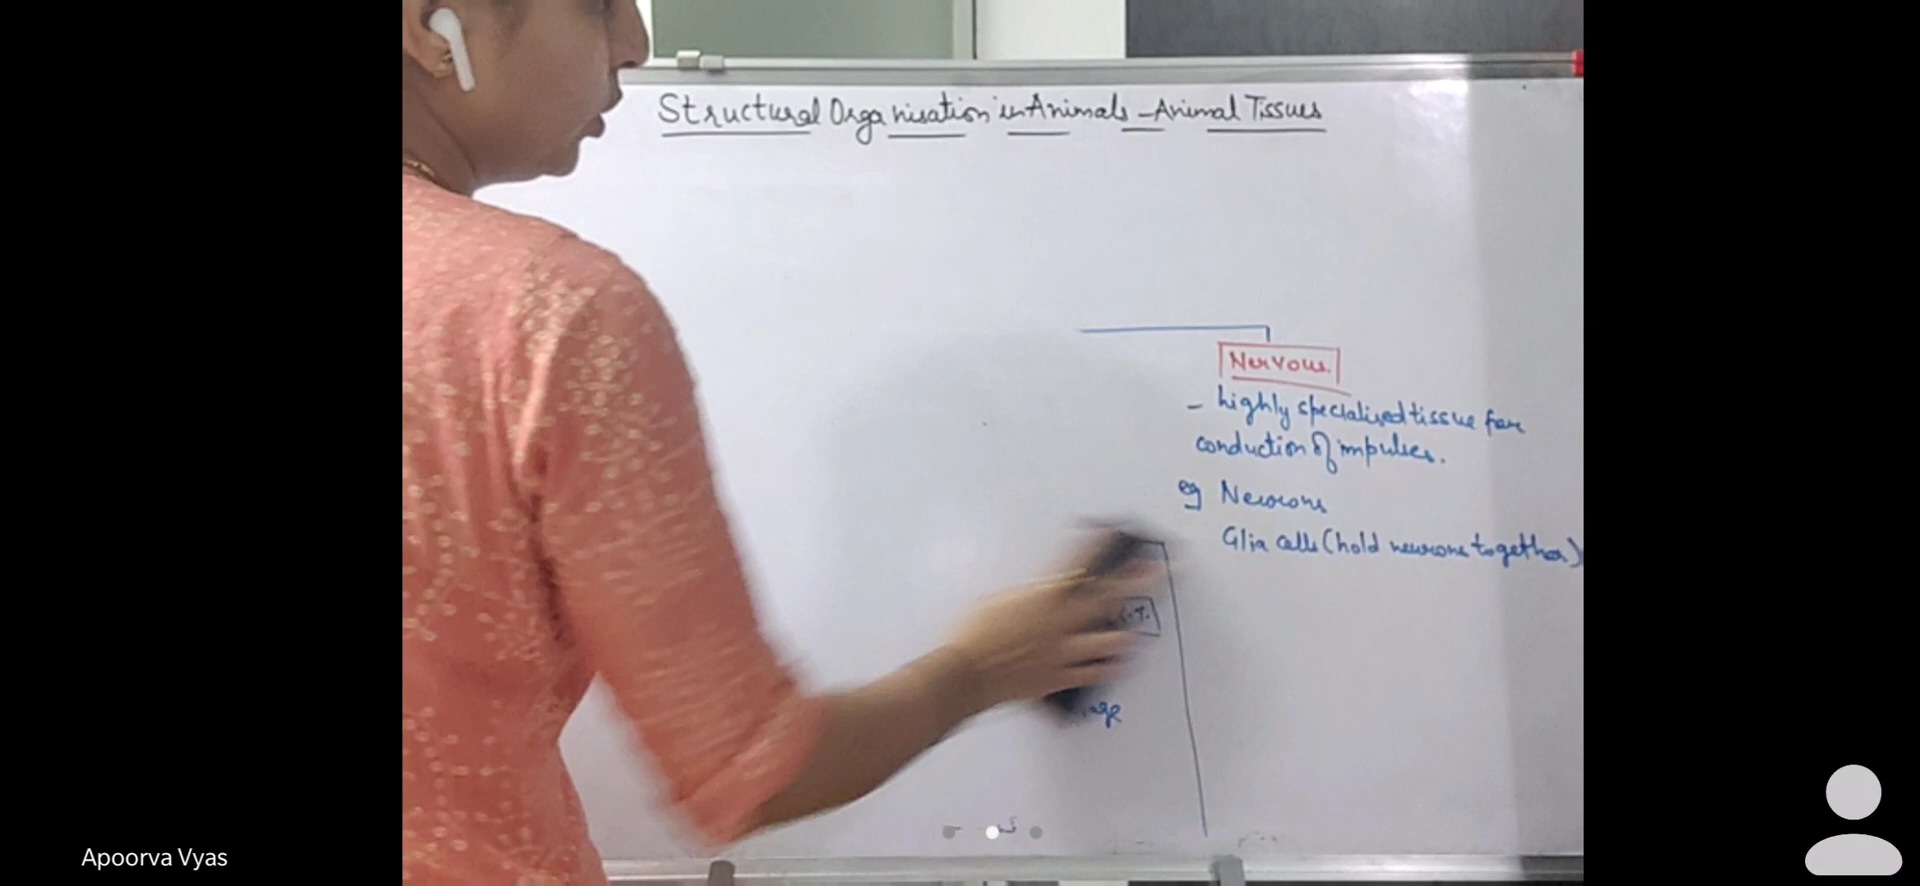 Structural Organisation in Animals - Animal Tissues
Nervous
- highly specialised tissue for
conduction of impulses.
eg Neurons
Glia cells (hold neurons together)
Apoorva Vyas